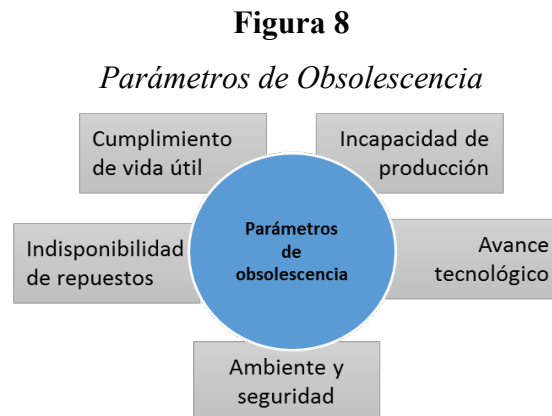 Figura 8
Parámetros de Obsolescencia
Cumplimiento
de vida útil
Incapacidad de
producción
Indisponibilidad
de repuestos
Parámetros
de
obsolescencia
Avance
tecnológico
Ambiente y
seguridad